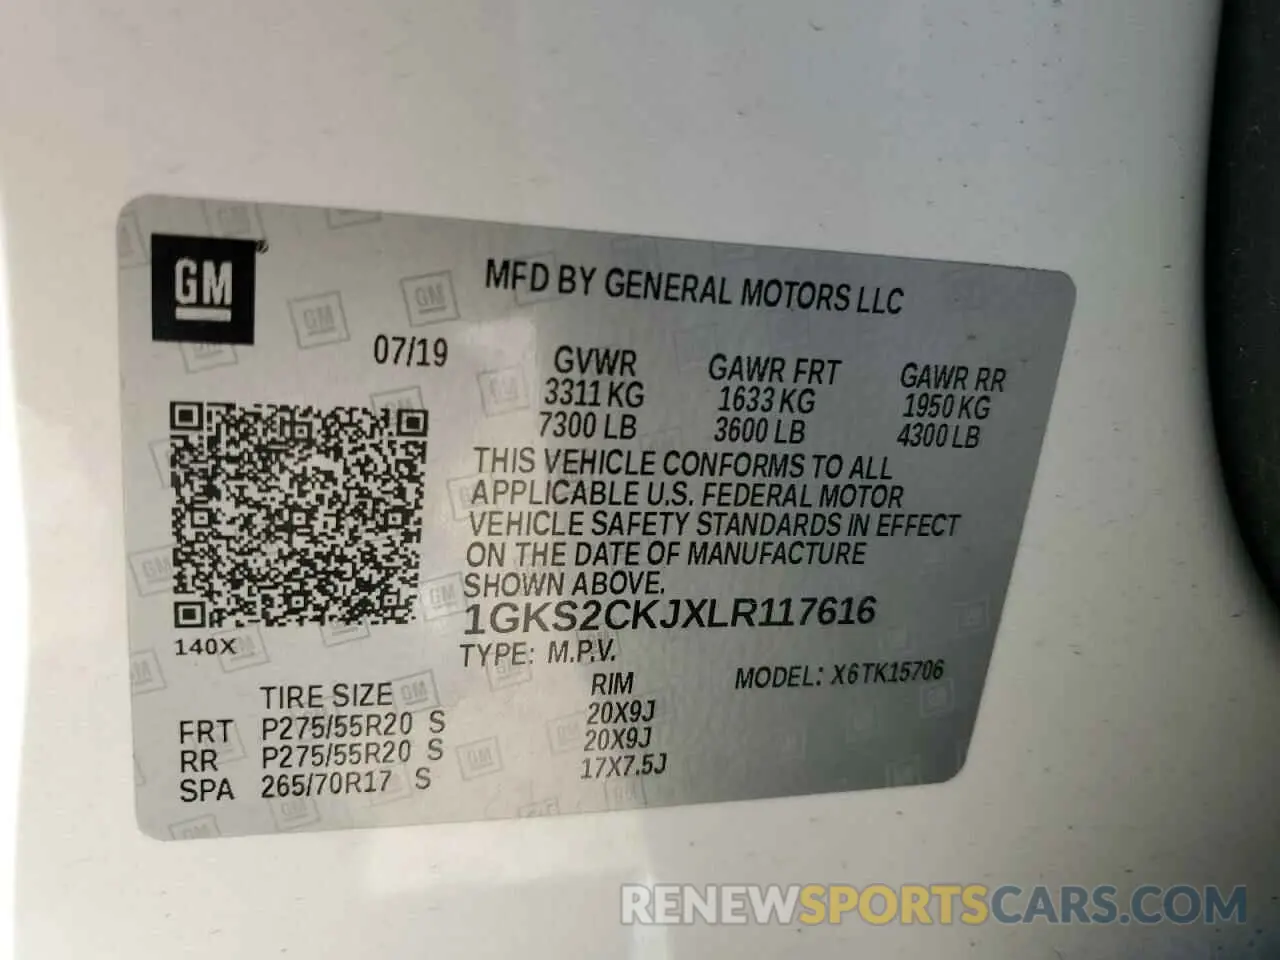 GM
MFD BY GENERAL MOTORS LLC
07/19
GVWR GAWR FRT GAWR RR
3311 KG 1633 KG 1950 KG
7300 LB 3600 LB 4300 LB
THIS VEHICLE CONFORMS TO ALL
APPLICABLE U.S. FEDERAL MOTOR
VEHICLE SAFETY STANDARDS IN EFFECT
ON THE DATE OF MANUFACTURE
SHOWN ABOVE.
1GKS2CKJXLR117616
140X
TYPE: M.P.V. MODEL: X6TK15706
TIRE SIZE RIM
FRT P275/55R20 S 20X9J
RR P275/55R20 S 20X9J
SPA 265/70R17 S 17X7.5J
RENEWSPORTSCARS.COM